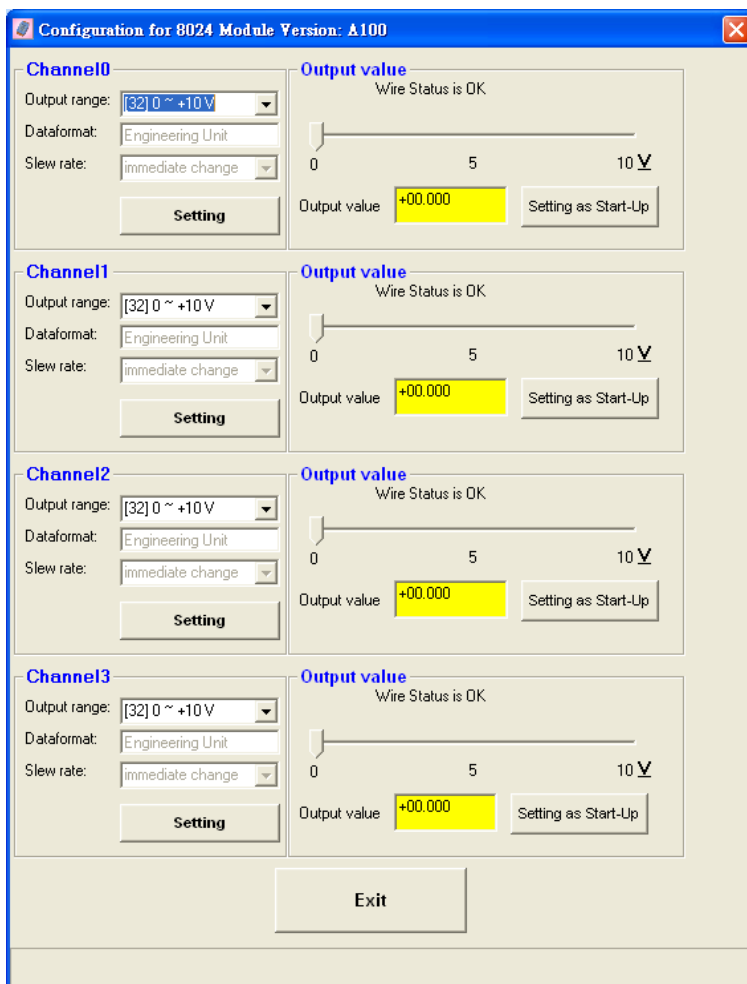 Configuration for 8024 Module Version: A100
Channel0
Output range: [32] 0 ~ +10 V
Dataformat: Engineering Unit
Slew rate: immediate change
Setting
Output value
Wire Status is OK
0 5 10 V
Output value +00.000 Setting as Start-Up
Channel1
Output range: [32] 0 ~ +10 V
Dataformat: Engineering Unit
Slew rate: immediate change
Setting
Output value
Wire Status is OK
0 5 10 V
Output value +00.000 Setting as Start-Up
Channel2
Output range: [32] 0 ~ +10 V
Dataformat: Engineering Unit
Slew rate: immediate change
Setting
Output value
Wire Status is OK
0 5 10 V
Output value +00.000 Setting as Start-Up
Channel3
Output range: [32] 0 ~ +10 V
Dataformat: Engineering Unit
Slew rate: immediate change
Setting
Output value
Wire Status is OK
0 5 10 V
Output value +00.000 Setting as Start-Up
Exit